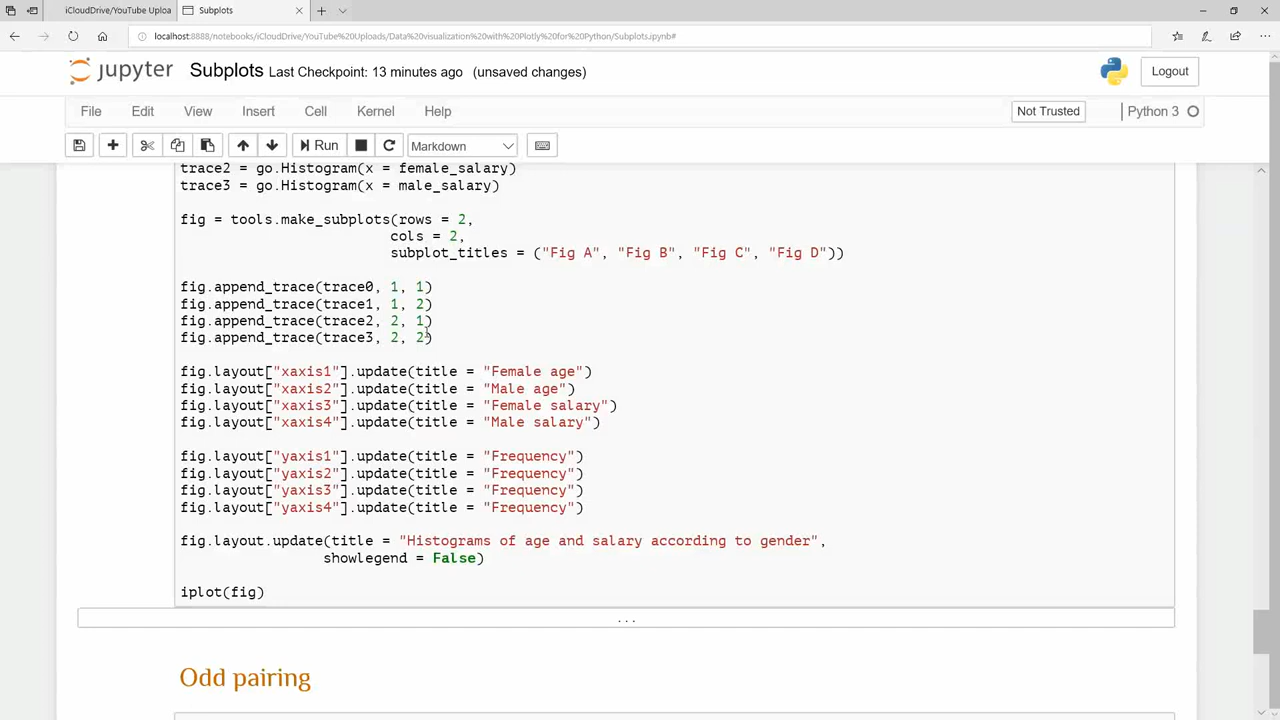 iCloudDrive/YouTube Uploa
Subplots
localhost:8888/notebooks/iCloudDrive/YouTube%20Uploads/Data%20visualization%20with%20Plotly%20for%20Python/Subplots.ipynb#
jupyter Subplots Last Checkpoint: 13 minutes ago (unsaved changes)
Logout
File Edit View Insert Cell Kernel Help
Not Trusted
Python 3
Run
Markdown
trace2 = go.Histogram(x = female_salary)
trace3 = go.Histogram(x = male_salary)
fig = tools.make_subplots(rows = 2,
cols = 2,
subplot_titles = ("Fig A", "Fig B", "Fig C", "Fig D"))
fig.append_trace(trace0, 1, 1)
fig.append_trace(trace1, 1, 2)
fig.append_trace(trace2, 2, 1)
fig.append_trace(trace3, 2, 2)
fig.layout["xaxis1"].update(title = "Female age")
fig.layout["xaxis2"].update(title = "Male age")
fig.layout["xaxis3"].update(title = "Female salary")
fig.layout["xaxis4"].update(title = "Male salary")
fig.layout["yaxis1"].update(title = "Frequency")
fig.layout["yaxis2"].update(title = "Frequency")
fig.layout["yaxis3"].update(title = "Frequency")
fig.layout["yaxis4"].update(title = "Frequency")
fig.layout.update(title = "Histograms of age and salary according to gender",
showlegend = False)
iplot(fig)
...
Odd pairing